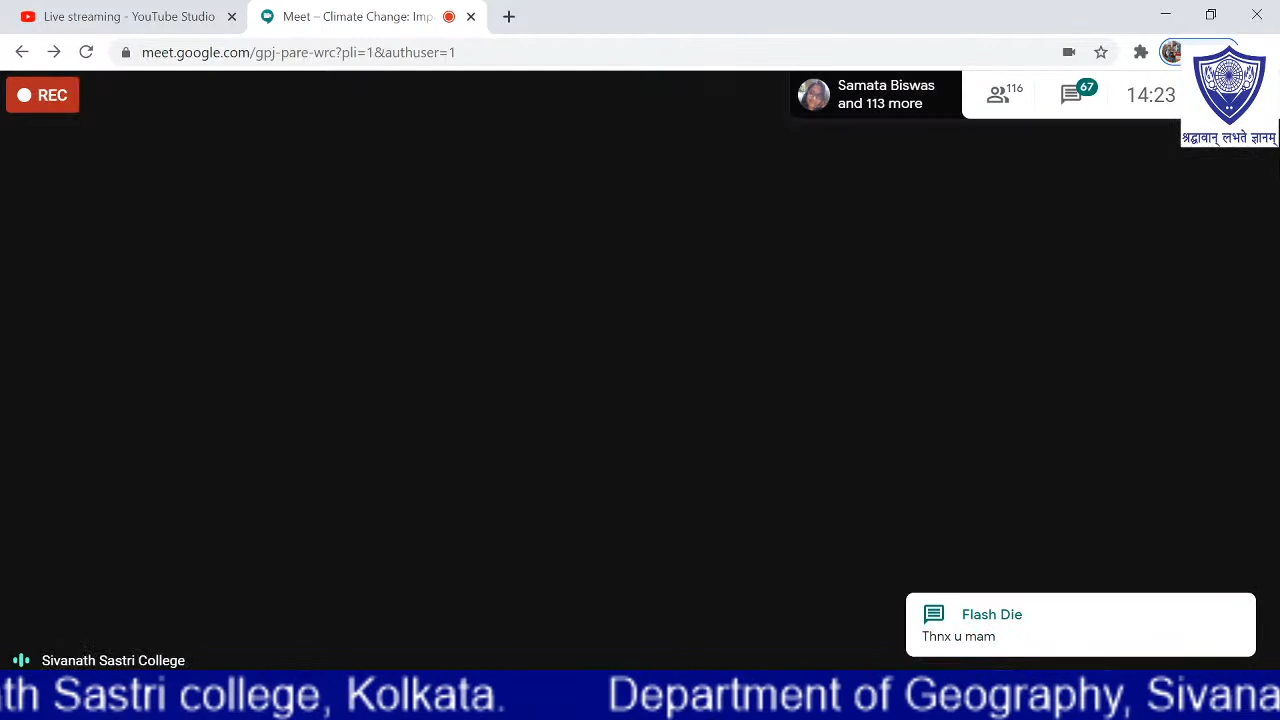 Live streaming - YouTube Studio
Meet – Climate Change: Imp
meet.google.com/gpj-pare-wrc?pli=1&authuser=1
REC
Samata Biswas
and 113 more
116
67
14:23
श्रद्धावान् लभते ज्ञानम्
Flash Die
Thnx u mam
Sivanath Sastri College
th Sastri college, Kolkata. Department of Geography, Sivana